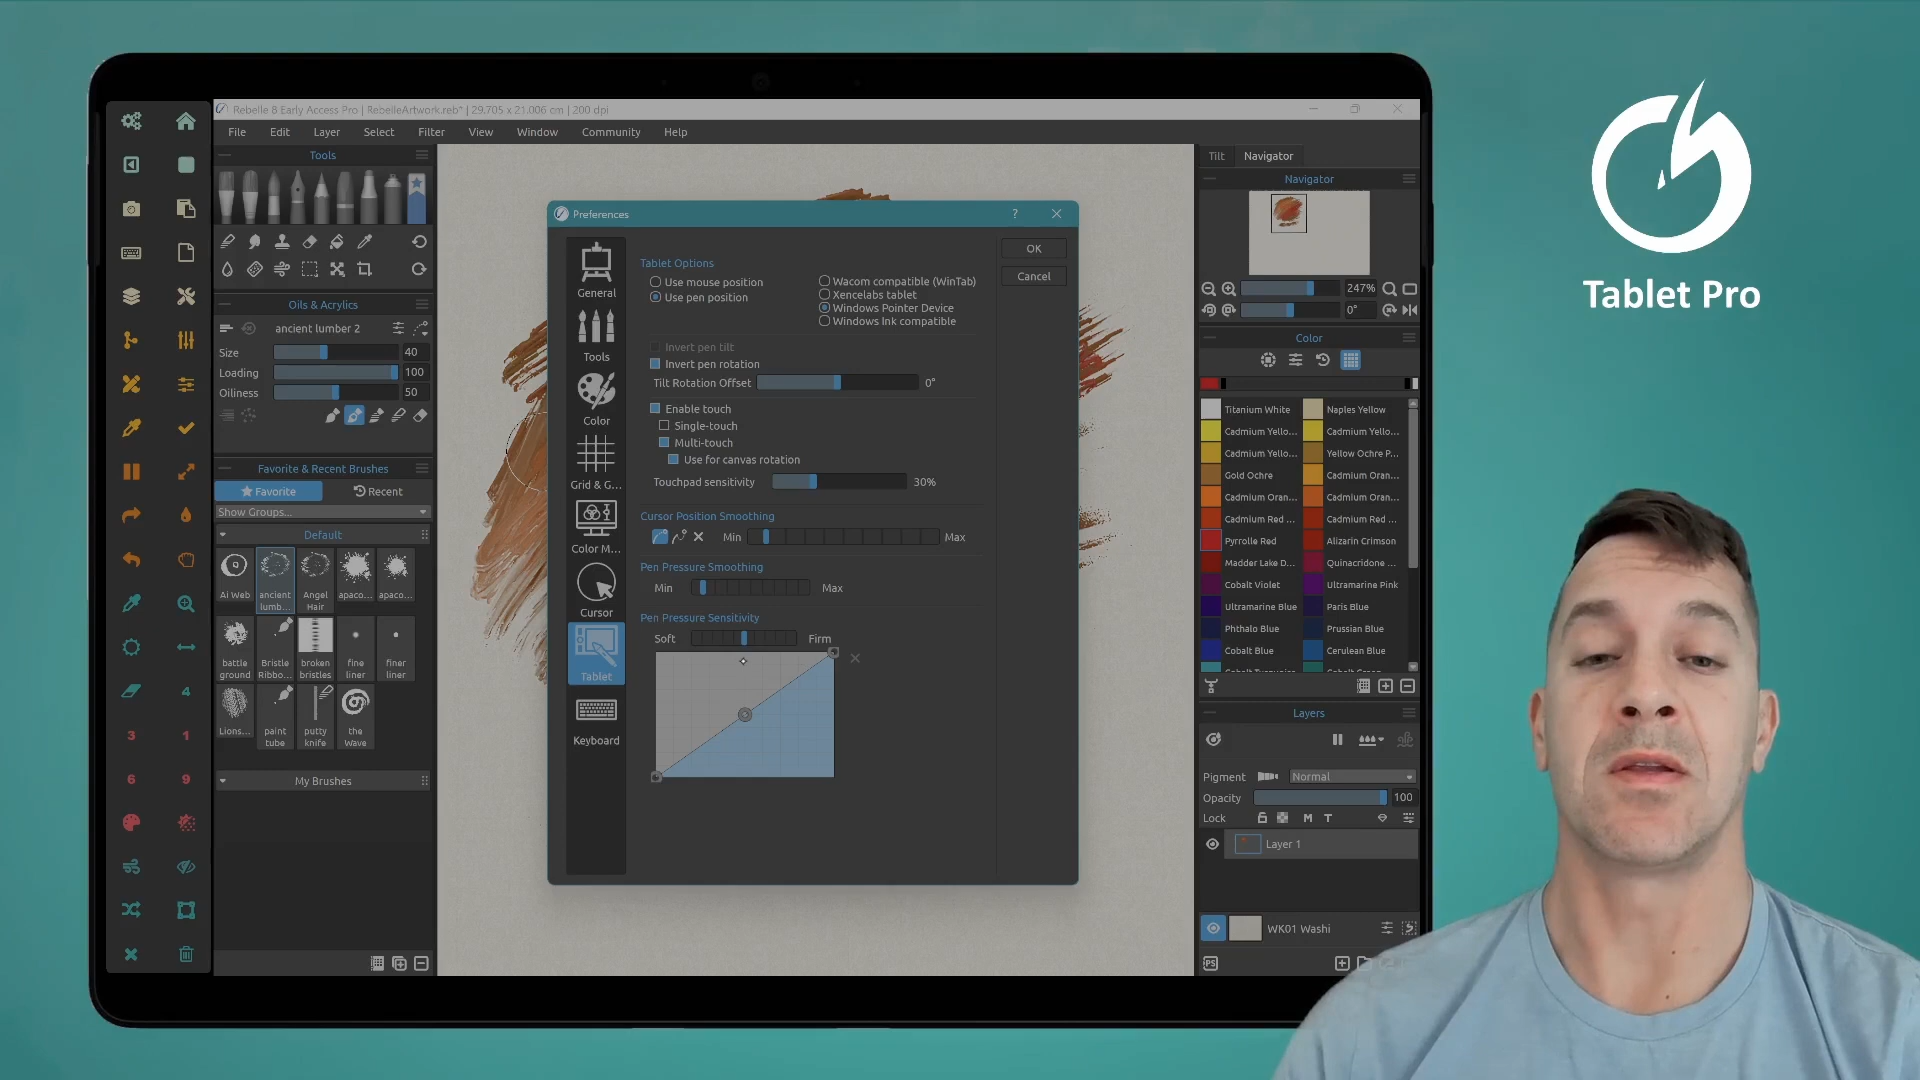 Rebelle 8 Early Access Pro | RebelleArtwork.reb* | 29.705 x 21.006 cm | 200 dpi
File Edit Layer Select Filter View Window Community Help
Tools
Oils & Acrylics
ancient lumber 2
Size 40
Loading 100
Oiliness 50
Favorite & Recent Brushes
Favorite Recent
Show Groups...
Default
Ai Web
ancient lumb...
Angel Hair
apaco...
apaco...
battle ground
Bristle Ribbo...
broken bristles
fine liner
finer liner
Lions...
paint tube
putty knife
the Wave
My Brushes
4
3 1
6 9
Preferences ?
General
Tools
Color
Grid & G...
Color M...
Cursor
Tablet
Keyboard
OK
Cancel
Tablet Options
Use mouse position
Use pen position
Wacom compatible (WinTab)
Xencelabs tablet
Windows Pointer Device
Windows Ink compatible
Invert pen tilt
Invert pen rotation
Tilt Rotation Offset 0°
Enable touch
Single-touch
Multi-touch
Use for canvas rotation
Touchpad sensitivity 30%
Cursor Position Smoothing
Min Max
Pen Pressure Smoothing
Min Max
Pen Pressure Sensitivity
Soft Firm
Tilt Navigator
Navigator
247%
0°
Color
Titanium White Naples Yellow
Cadmium Yello... Cadmium Yello...
Cadmium Yello... Yellow Ochre P...
Gold Ochre Cadmium Oran...
Cadmium Oran... Cadmium Oran...
Cadmium Red ... Cadmium Red ...
Pyrrolle Red Alizarin Crimson
Madder Lake D... Quinacridone ...
Cobalt Violet Ultramarine Pink
Ultramarine Blue Paris Blue
Phthalo Blue Prussian Blue
Cobalt Blue Cerulean Blue
Layers
Pigment Normal
Opacity 100
Lock M T
Layer 1
WK01 Washi
PS
Tablet Pro